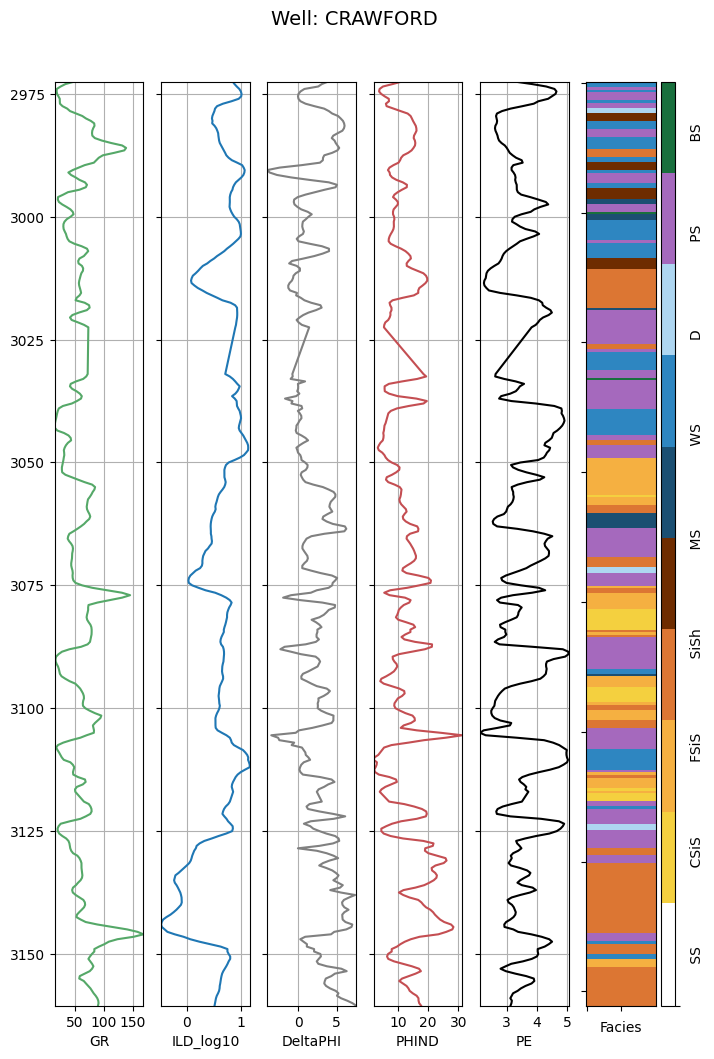 Well: CRAWFORD
2975
3000
3025
3050
3075
3100
3125
3150
50 100 150
0 1
0 5
10 20 30
3 4 5
GR
ILD_log10
DeltaPHI
PHIND
PE
Facies
BS
PS
D
WS
MS
SiSh
FSiS
CSiS
SS